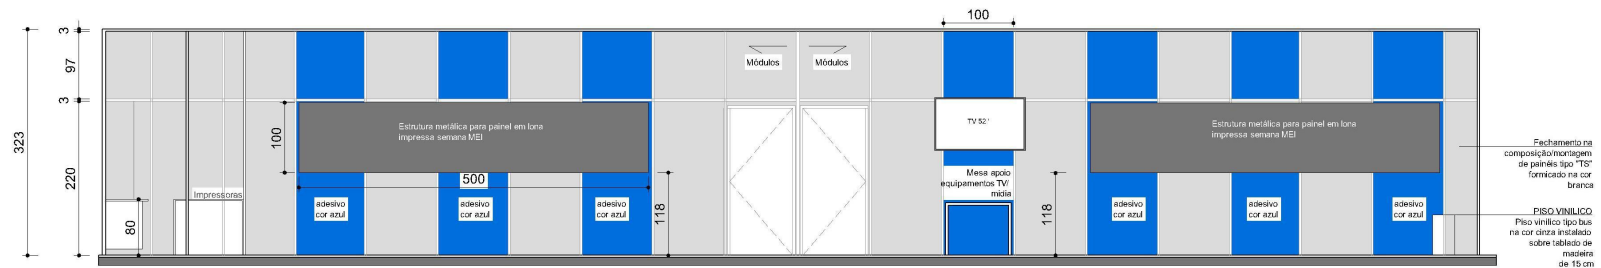 100
3
97
3
323
220
Módulos
Módulos
100
Estrutura metálica para painel em lona
impressa semana MEI
TV 52"
Estrutura metálica para painel em lona
impressa semana MEI
Fechamento na
composição/montagem
de painéis tipo "TS"
formicado na cor
branca
Impressoras
500
Mesa apoio
equipamentos TV/
mídia
80
adesivo
cor azul
adesivo
cor azul
adesivo
cor azul
118
118
adesivo
cor azul
adesivo
cor azul
adesivo
cor azul
PISO VINILICO
Piso vinílico tipo bus
na cor cinza instalado
sobre tablado de
madeira
de 15 cm